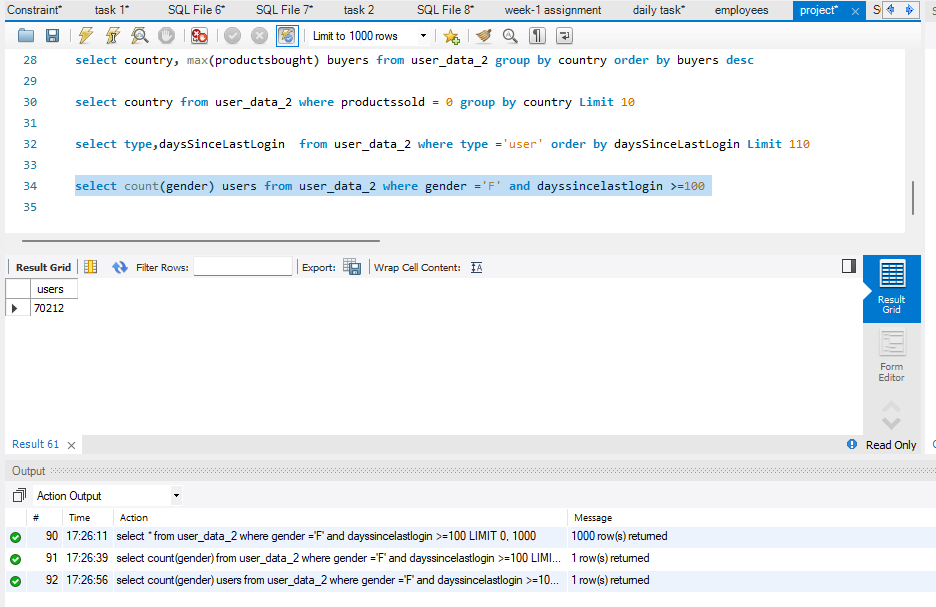 Constraint* task 1* SQL File 6* SQL File 7* task 2 SQL File 8* week-1 assignment daily task* employees project* S
Limit to 1000 rows
28 select country, max(productsbought) buyers from user_data_2 group by country order by buyers desc
29
30 select country from user_data_2 where productssold = 0 group by country Limit 10
31
32 select type,daysSinceLastLogin from user_data_2 where type ='user' order by daysSinceLastLogin Limit 110
33
34 select count(gender) users from user_data_2 where gender ='F' and dayssincelastlogin >=100
35
Result Grid Filter Rows: Export: Wrap Cell Content: IA
users
70212
Result
Grid
Form
Editor
Result 61 Read Only
Output
Action Output
# Time Action Message
90 17:26:11 select * from user_data_2 where gender ='F' and dayssincelastlogin >=100 LIMIT 0, 1000 1000 row(s) returned
91 17:26:39 select count(gender) from user_data_2 where gender ='F' and dayssincelastlogin >=100 LIMI... 1 row(s) returned
92 17:26:56 select count(gender) users from user_data_2 where gender ='F' and dayssincelastlogin >=10... 1 row(s) returned